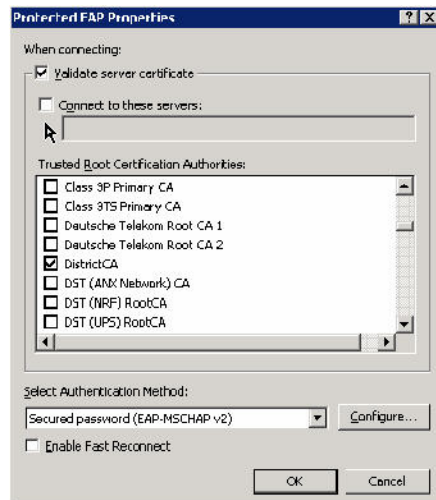 Protected EAP Properties
When connecting:
Validate server certificate
Connect to these servers:
Trusted Root Certification Authorities:
Class 3P Primary CA
Class 3TS Primary CA
Deutsche Telekom Root CA 1
Deutsche Telekom Root CA 2
DistrictCA
DST (ANX Network) CA
DST (NRF) RootCA
DST (UPS) RootCA
Select Authentication Method:
Secured password (EAP-MSCHAP v2)
Configure...
Enable Fast Reconnect
OK Cancel